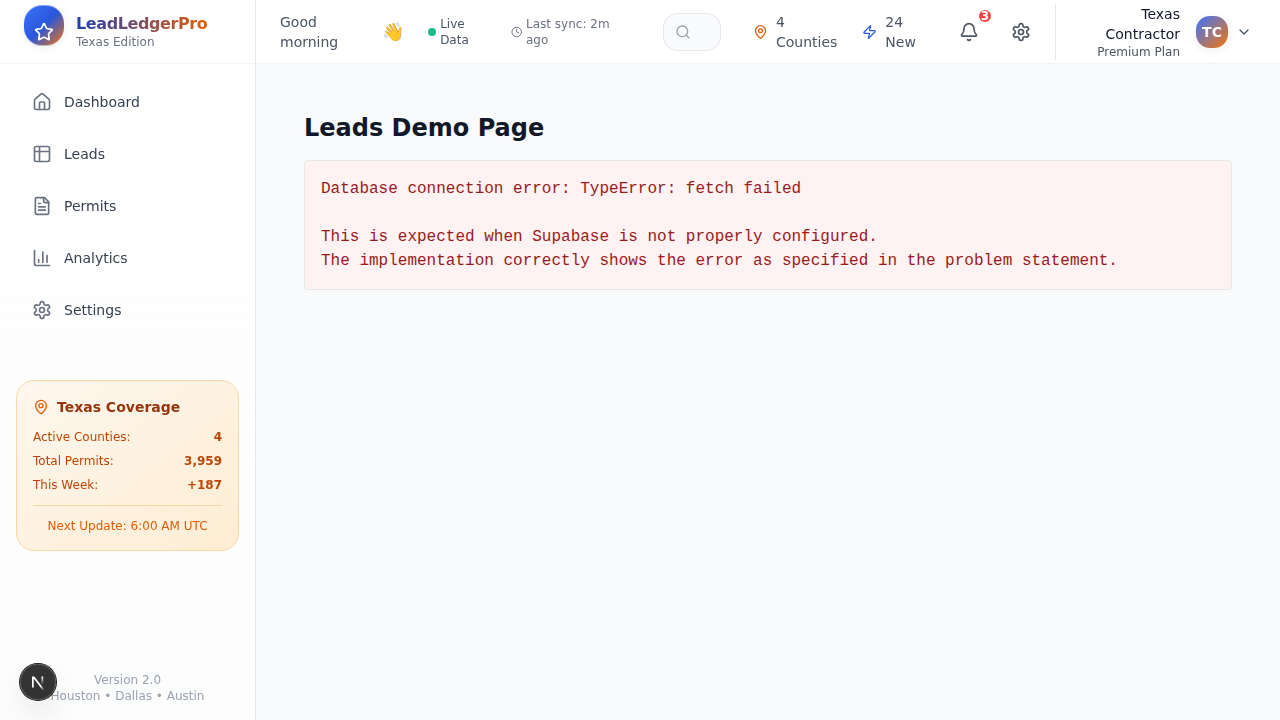 LeadLedgerPro
Texas Edition
Dashboard
Leads
Permits
Analytics
Settings
Texas Coverage
Active Counties: 4
Total Permits: 3,959
This Week: +187
Next Update: 6:00 AM UTC
Version 2.0
Houston • Dallas • Austin
N
Good
morning
👋
Live
Data
Last sync: 2m
ago
4
Counties
24
New
3
Texas
Contractor
Premium Plan
TC
Leads Demo Page
Database connection error: TypeError: fetch failed
This is expected when Supabase is not properly configured.
The implementation correctly shows the error as specified in the problem statement.